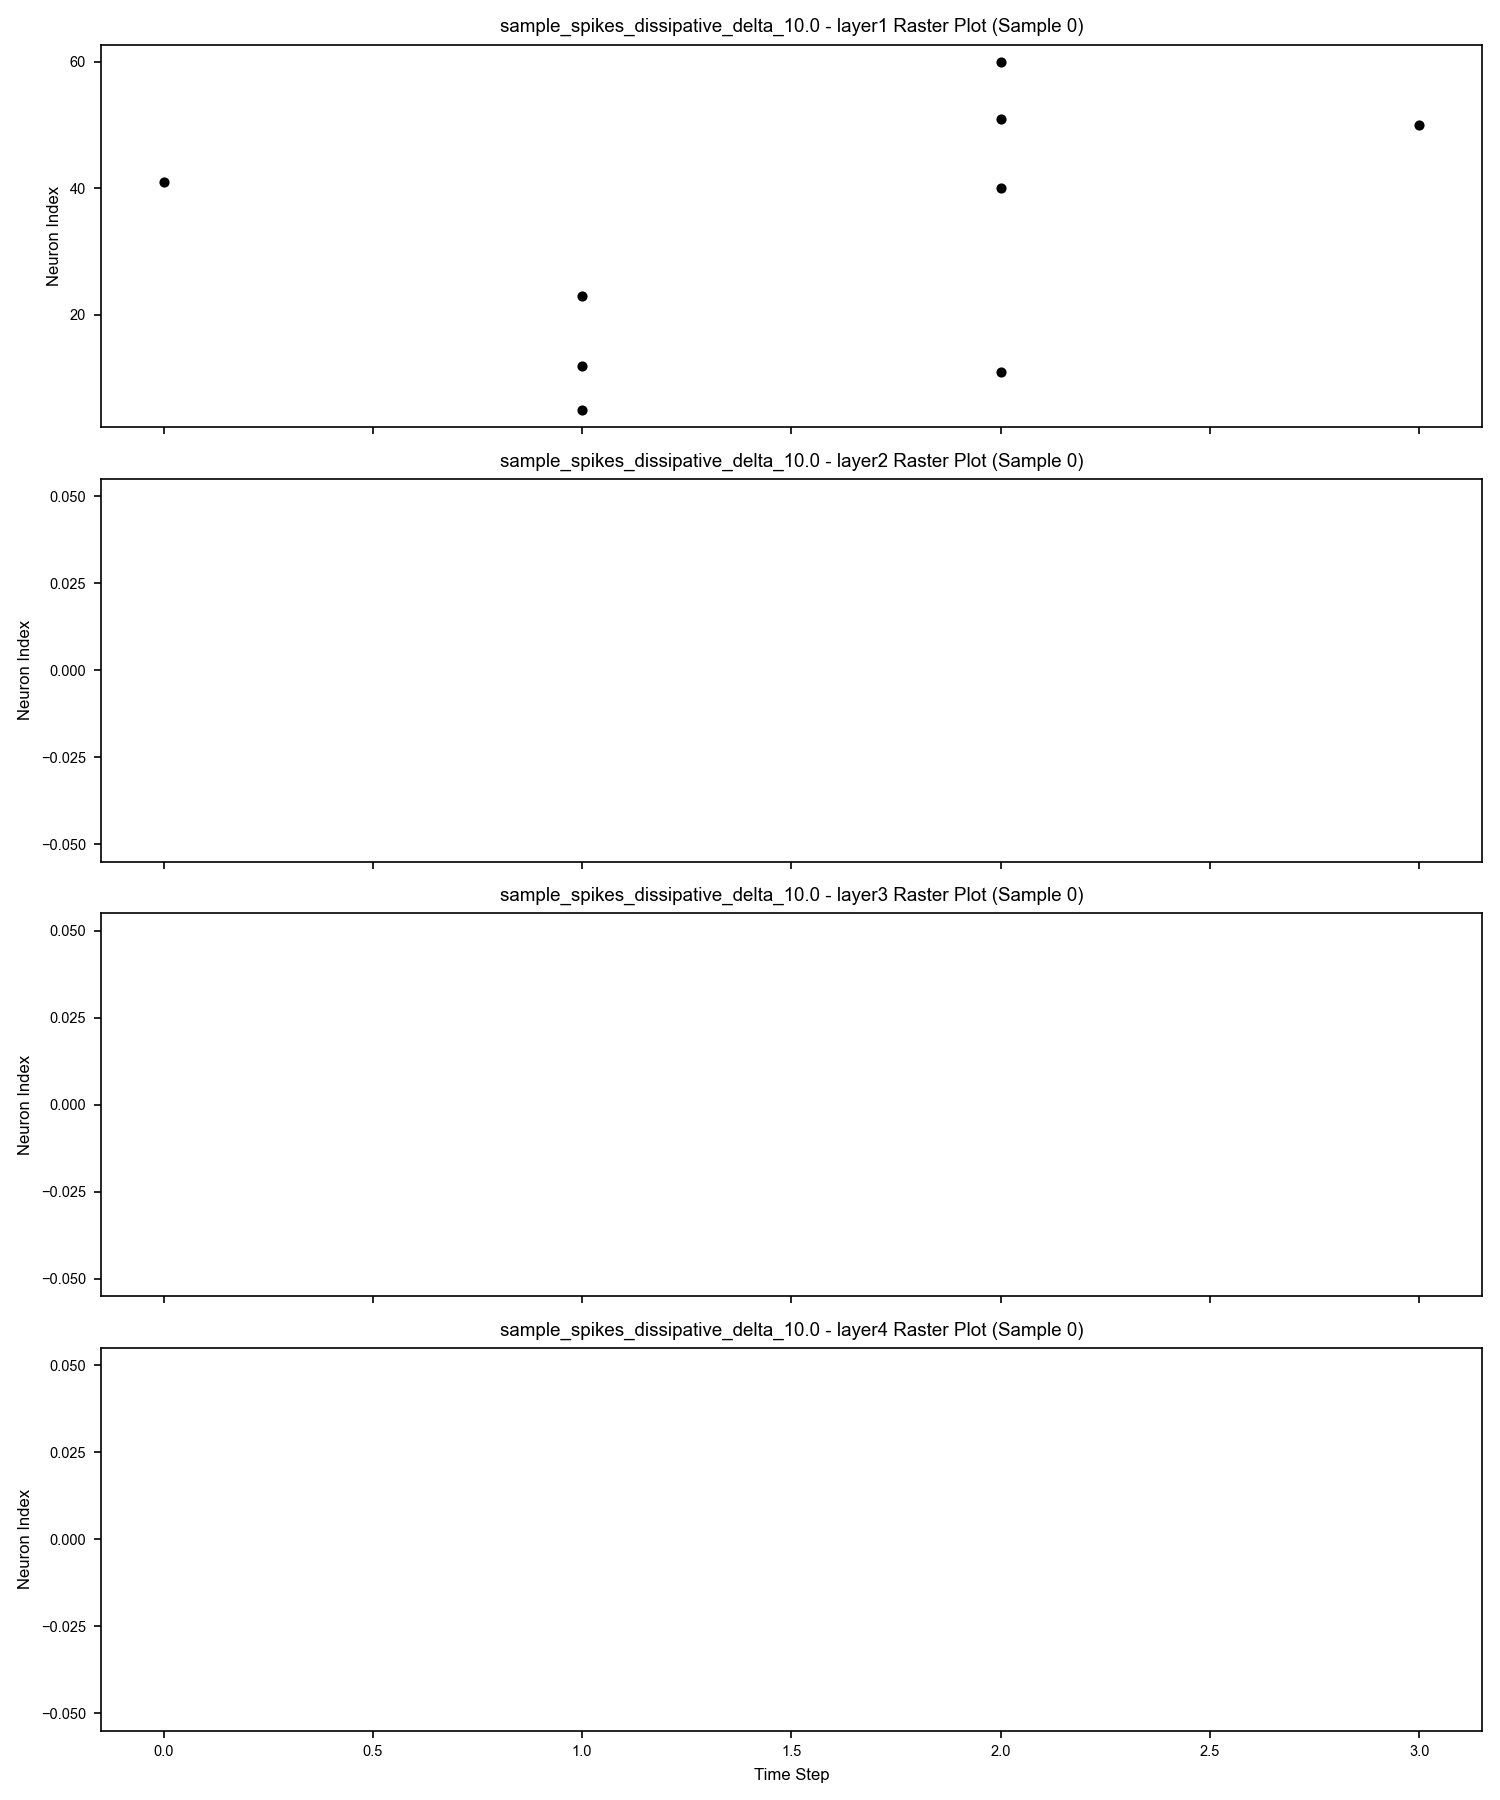 sample_spikes_dissipative_delta_10.0 - layer1 Raster Plot (Sample 0)
60
40
20
Neuron Index
sample_spikes_dissipative_delta_10.0 - layer2 Raster Plot (Sample 0)
0.050
0.025
0.000
−0.025
−0.050
Neuron Index
sample_spikes_dissipative_delta_10.0 - layer3 Raster Plot (Sample 0)
0.050
0.025
0.000
−0.025
−0.050
Neuron Index
sample_spikes_dissipative_delta_10.0 - layer4 Raster Plot (Sample 0)
0.050
0.025
0.000
−0.025
−0.050
Neuron Index
0.0 0.5 1.0 1.5 2.0 2.5 3.0
Time Step